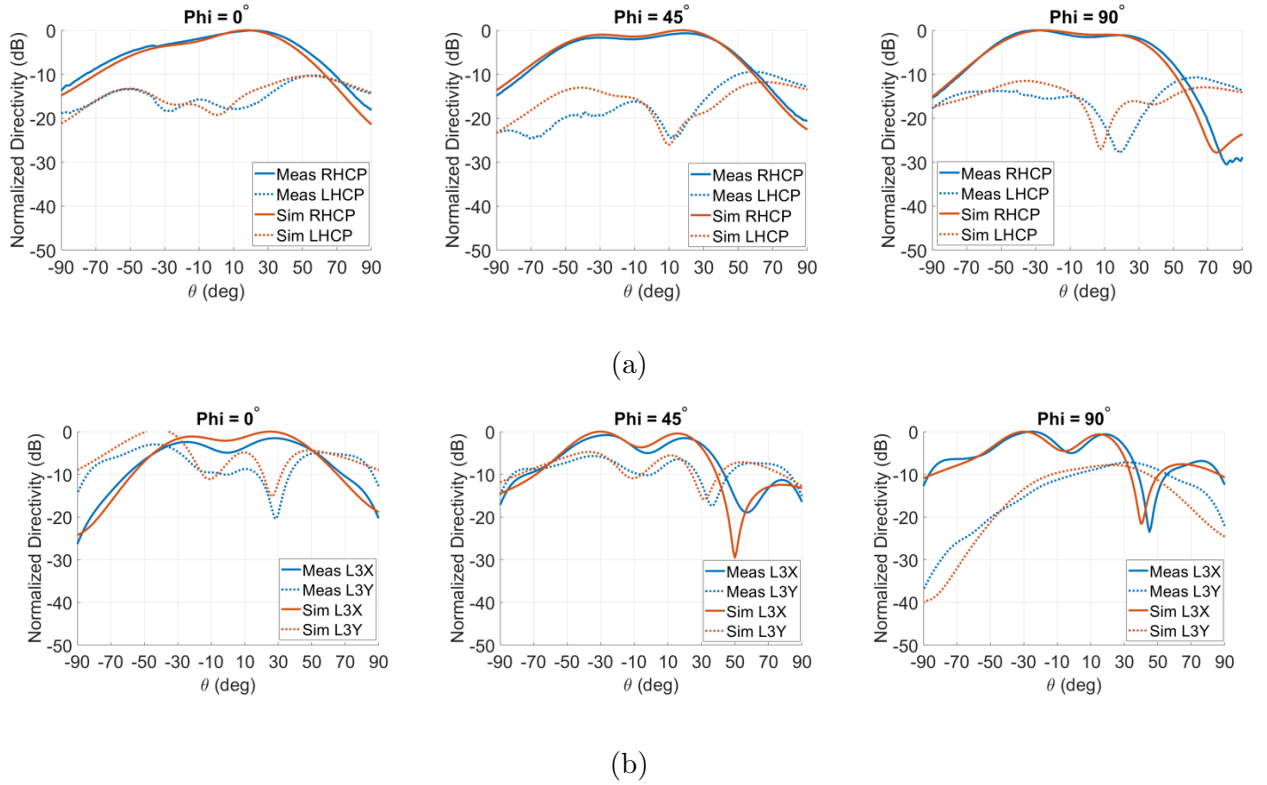 Phi = 0°
Normalized Directivity (dB)
0
-10
-20
-30
-40
-50
Meas RHCP
Meas LHCP
Sim RHCP
Sim LHCP
-90 -70 -50 -30 -10 10 30 50 70 90
θ (deg)
Phi = 45°
Normalized Directivity (dB)
0
-10
-20
-30
-40
-50
Meas RHCP
Meas LHCP
Sim RHCP
Sim LHCP
-90 -70 -50 -30 -10 10 30 50 70 90
θ (deg)
Phi = 90°
Normalized Directivity (dB)
0
-10
-20
-30
-40
-50
Meas RHCP
Meas LHCP
Sim RHCP
Sim LHCP
-90 -70 -50 -30 -10 10 30 50 70 90
θ (deg)
(a)
Phi = 0°
Normalized Directivity (dB)
0
-10
-20
-30
-40
-50
Meas L3X
Meas L3Y
Sim L3X
Sim L3Y
-90 -70 -50 -30 -10 10 30 50 70 90
θ (deg)
Phi = 45°
Normalized Directivity (dB)
0
-10
-20
-30
-40
-50
Meas L3X
Meas L3Y
Sim L3X
Sim L3Y
-90 -70 -50 -30 -10 10 30 50 70 90
θ (deg)
Phi = 90°
Normalized Directivity (dB)
0
-10
-20
-30
-40
-50
Meas L3X
Meas L3Y
Sim L3X
Sim L3Y
-90 -70 -50 -30 -10 10 30 50 70 90
θ (deg)
(b)